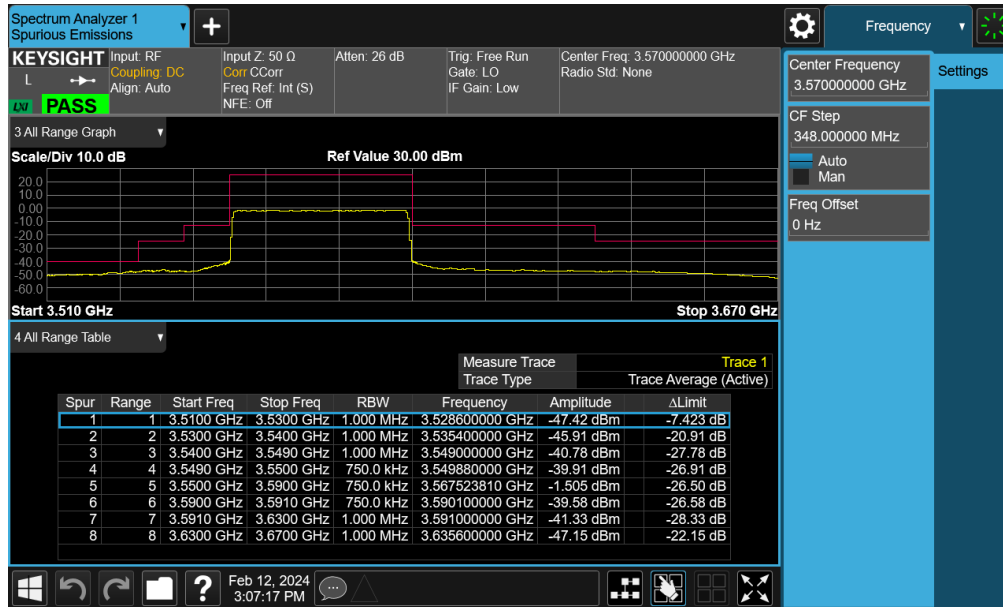 Spectrum Analyzer 1
Spurious Emissions
+
Frequency
KEYSIGHT
L
LXI
PASS
Input: RF
Coupling: DC
Align: Auto
Input Z: 50 Ω
Corr CCorr
Freq Ref: Int (S)
NFE: Off
Atten: 26 dB
Trig: Free Run
Gate: LO
IF Gain: Low
Center Freq: 3.570000000 GHz
Radio Std: None
Center Frequency
3.570000000 GHz
Settings
CF Step
348.000000 MHz
Auto
Man
Freq Offset
0 Hz
3 All Range Graph
Scale/Div 10.0 dB
Ref Value 30.00 dBm
20.0
10.0
0.00
-10.0
-20.0
-30.0
-40.0
-50.0
-60.0
Start 3.510 GHz
Stop 3.670 GHz
4 All Range Table
Measure Trace Trace 1
Trace Type Trace Average (Active)
Spur Range Start Freq Stop Freq RBW Frequency Amplitude ΔLimit
1 1 3.5100 GHz 3.5300 GHz 1.000 MHz 3.528600000 GHz -47.42 dBm -7.423 dB
2 2 3.5300 GHz 3.5400 GHz 1.000 MHz 3.535400000 GHz -45.91 dBm -20.91 dB
3 3 3.5400 GHz 3.5490 GHz 1.000 MHz 3.549000000 GHz -40.78 dBm -27.78 dB
4 4 3.5490 GHz 3.5500 GHz 750.0 kHz 3.549880000 GHz -39.91 dBm -26.91 dB
5 5 3.5500 GHz 3.5900 GHz 750.0 kHz 3.567523810 GHz -1.505 dBm -26.50 dB
6 6 3.5900 GHz 3.5910 GHz 750.0 kHz 3.590100000 GHz -39.58 dBm -26.58 dB
7 7 3.5910 GHz 3.6300 GHz 1.000 MHz 3.591000000 GHz -41.33 dBm -28.33 dB
8 8 3.6300 GHz 3.6700 GHz 1.000 MHz 3.635600000 GHz -47.15 dBm -22.15 dB
?
Feb 12, 2024
3:07:17 PM